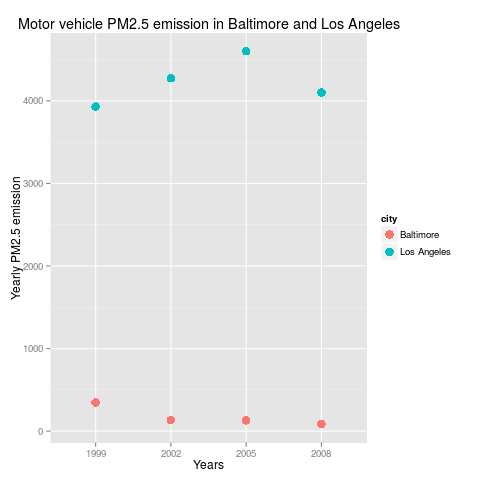 Motor vehicle PM2.5 emission in Baltimore and Los Angeles
Yearly PM2.5 emission
4000
3000
2000
1000
0
1999 2002 2005 2008
Years
city
Baltimore
Los Angeles